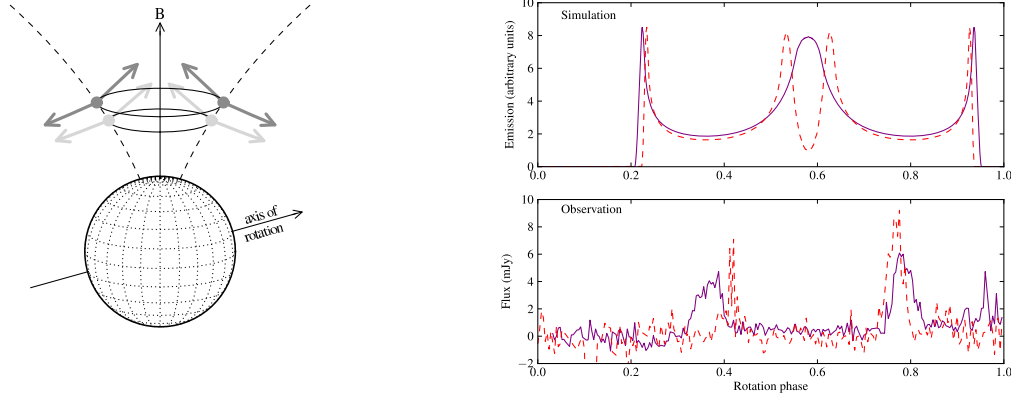 B
axis of
rotation
Simulation
Emission (arbitrary units)
10
8
6
4
2
0
0.0 0.2 0.4 0.6 0.8 1.0
Observation
Flux (mJy)
10
8
6
4
2
0
−2
0.0 0.2 0.4 0.6 0.8 1.0
Rotation phase